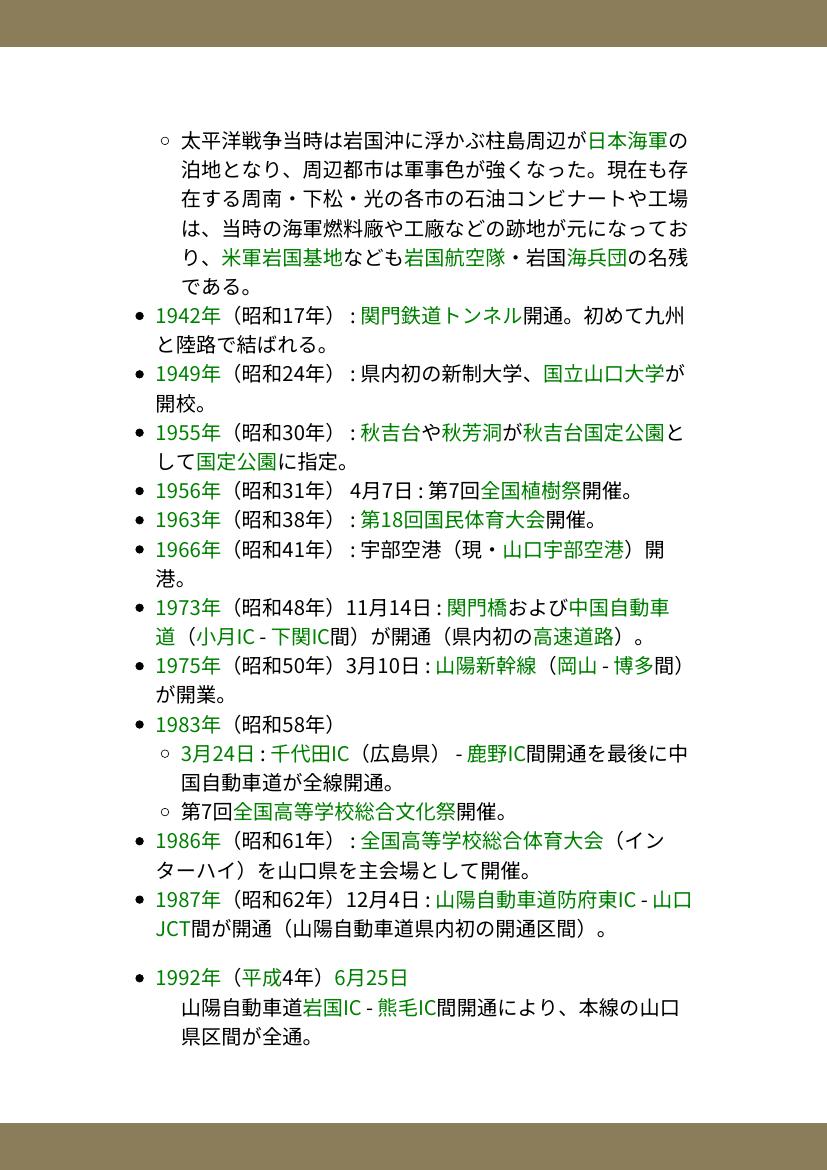 太平洋戦争当時は岩国沖に浮かぶ柱島周辺が日本海軍の
泊地となり、周辺都市は軍事色が強くなった。現在も存
在する周南・下松・光の各市の石油コンビナートや工場
は、当時の海軍燃料廠や工廠などの跡地が元になってお
り、米軍岩国基地なども岩国航空隊・岩国海兵団の名残
である。
1942年（昭和17年） : 関門鉄道トンネル開通。初めて九州
と陸路で結ばれる。
1949年（昭和24年） : 県内初の新制大学、国立山口大学が
開校。
1955年（昭和30年） : 秋吉台や秋芳洞が秋吉台国定公園と
して国定公園に指定。
1956年（昭和31年） 4月7日 : 第7回全国植樹祭開催。
1963年（昭和38年） : 第18回国民体育大会開催。
1966年（昭和41年） : 宇部空港（現・山口宇部空港）開
港。
1973年（昭和48年）11月14日 : 関門橋および中国自動車
道（小月IC - 下関IC間）が開通（県内初の高速道路）。
1975年（昭和50年）3月10日 : 山陽新幹線（岡山 - 博多間）
が開業。
1983年（昭和58年）
3月24日 : 千代田IC（広島県） - 鹿野IC間開通を最後に中
国自動車道が全線開通。
第7回全国高等学校総合文化祭開催。
1986年（昭和61年） : 全国高等学校総合体育大会（イン
ターハイ）を山口県を主会場として開催。
1987年（昭和62年）12月4日 : 山陽自動車道防府東IC - 山口
JCT間が開通（山陽自動車道県内初の開通区間）。
1992年（平成4年）6月25日
山陽自動車道岩国IC - 熊毛IC間開通により、本線の山口
県区間が全通。